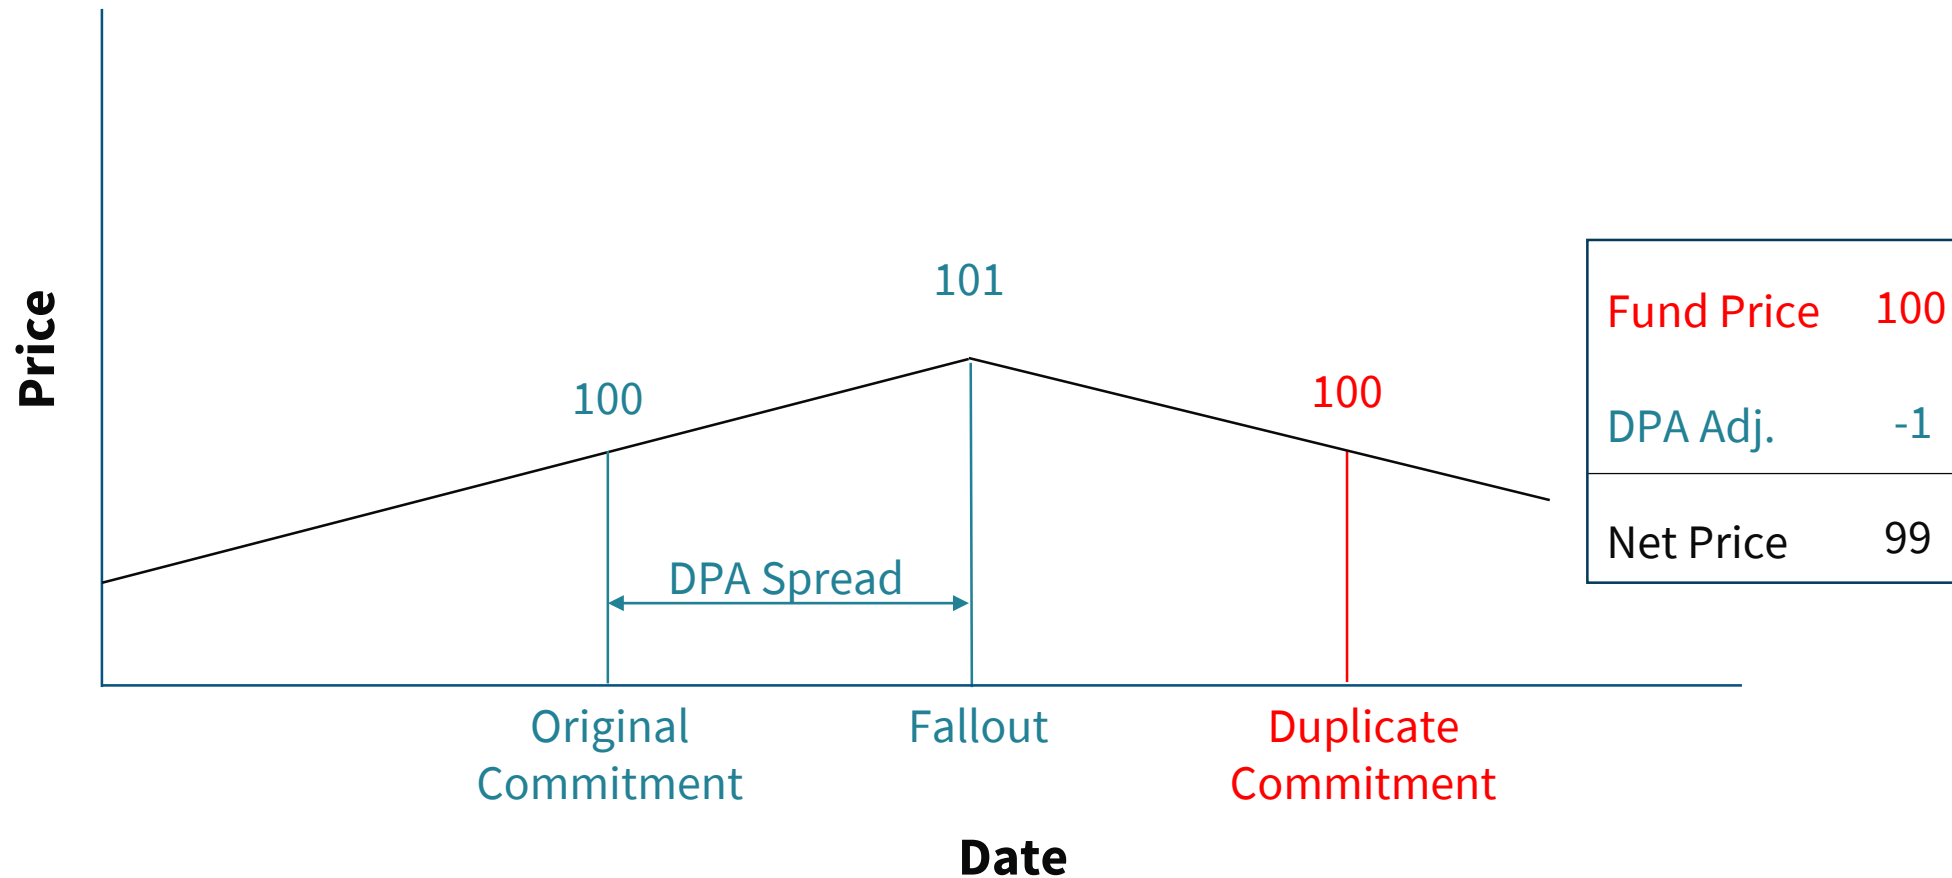 Price
101
100
100
DPA Spread
Original
Commitment
Fallout
Duplicate
Commitment
Date
Fund Price 100
DPA Adj. -1
Net Price 99